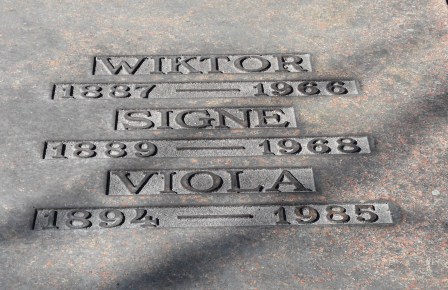 WIKTOR
1887 — 1966
SIGNE
1889 — 1968
VIOLA
1894 — 1985